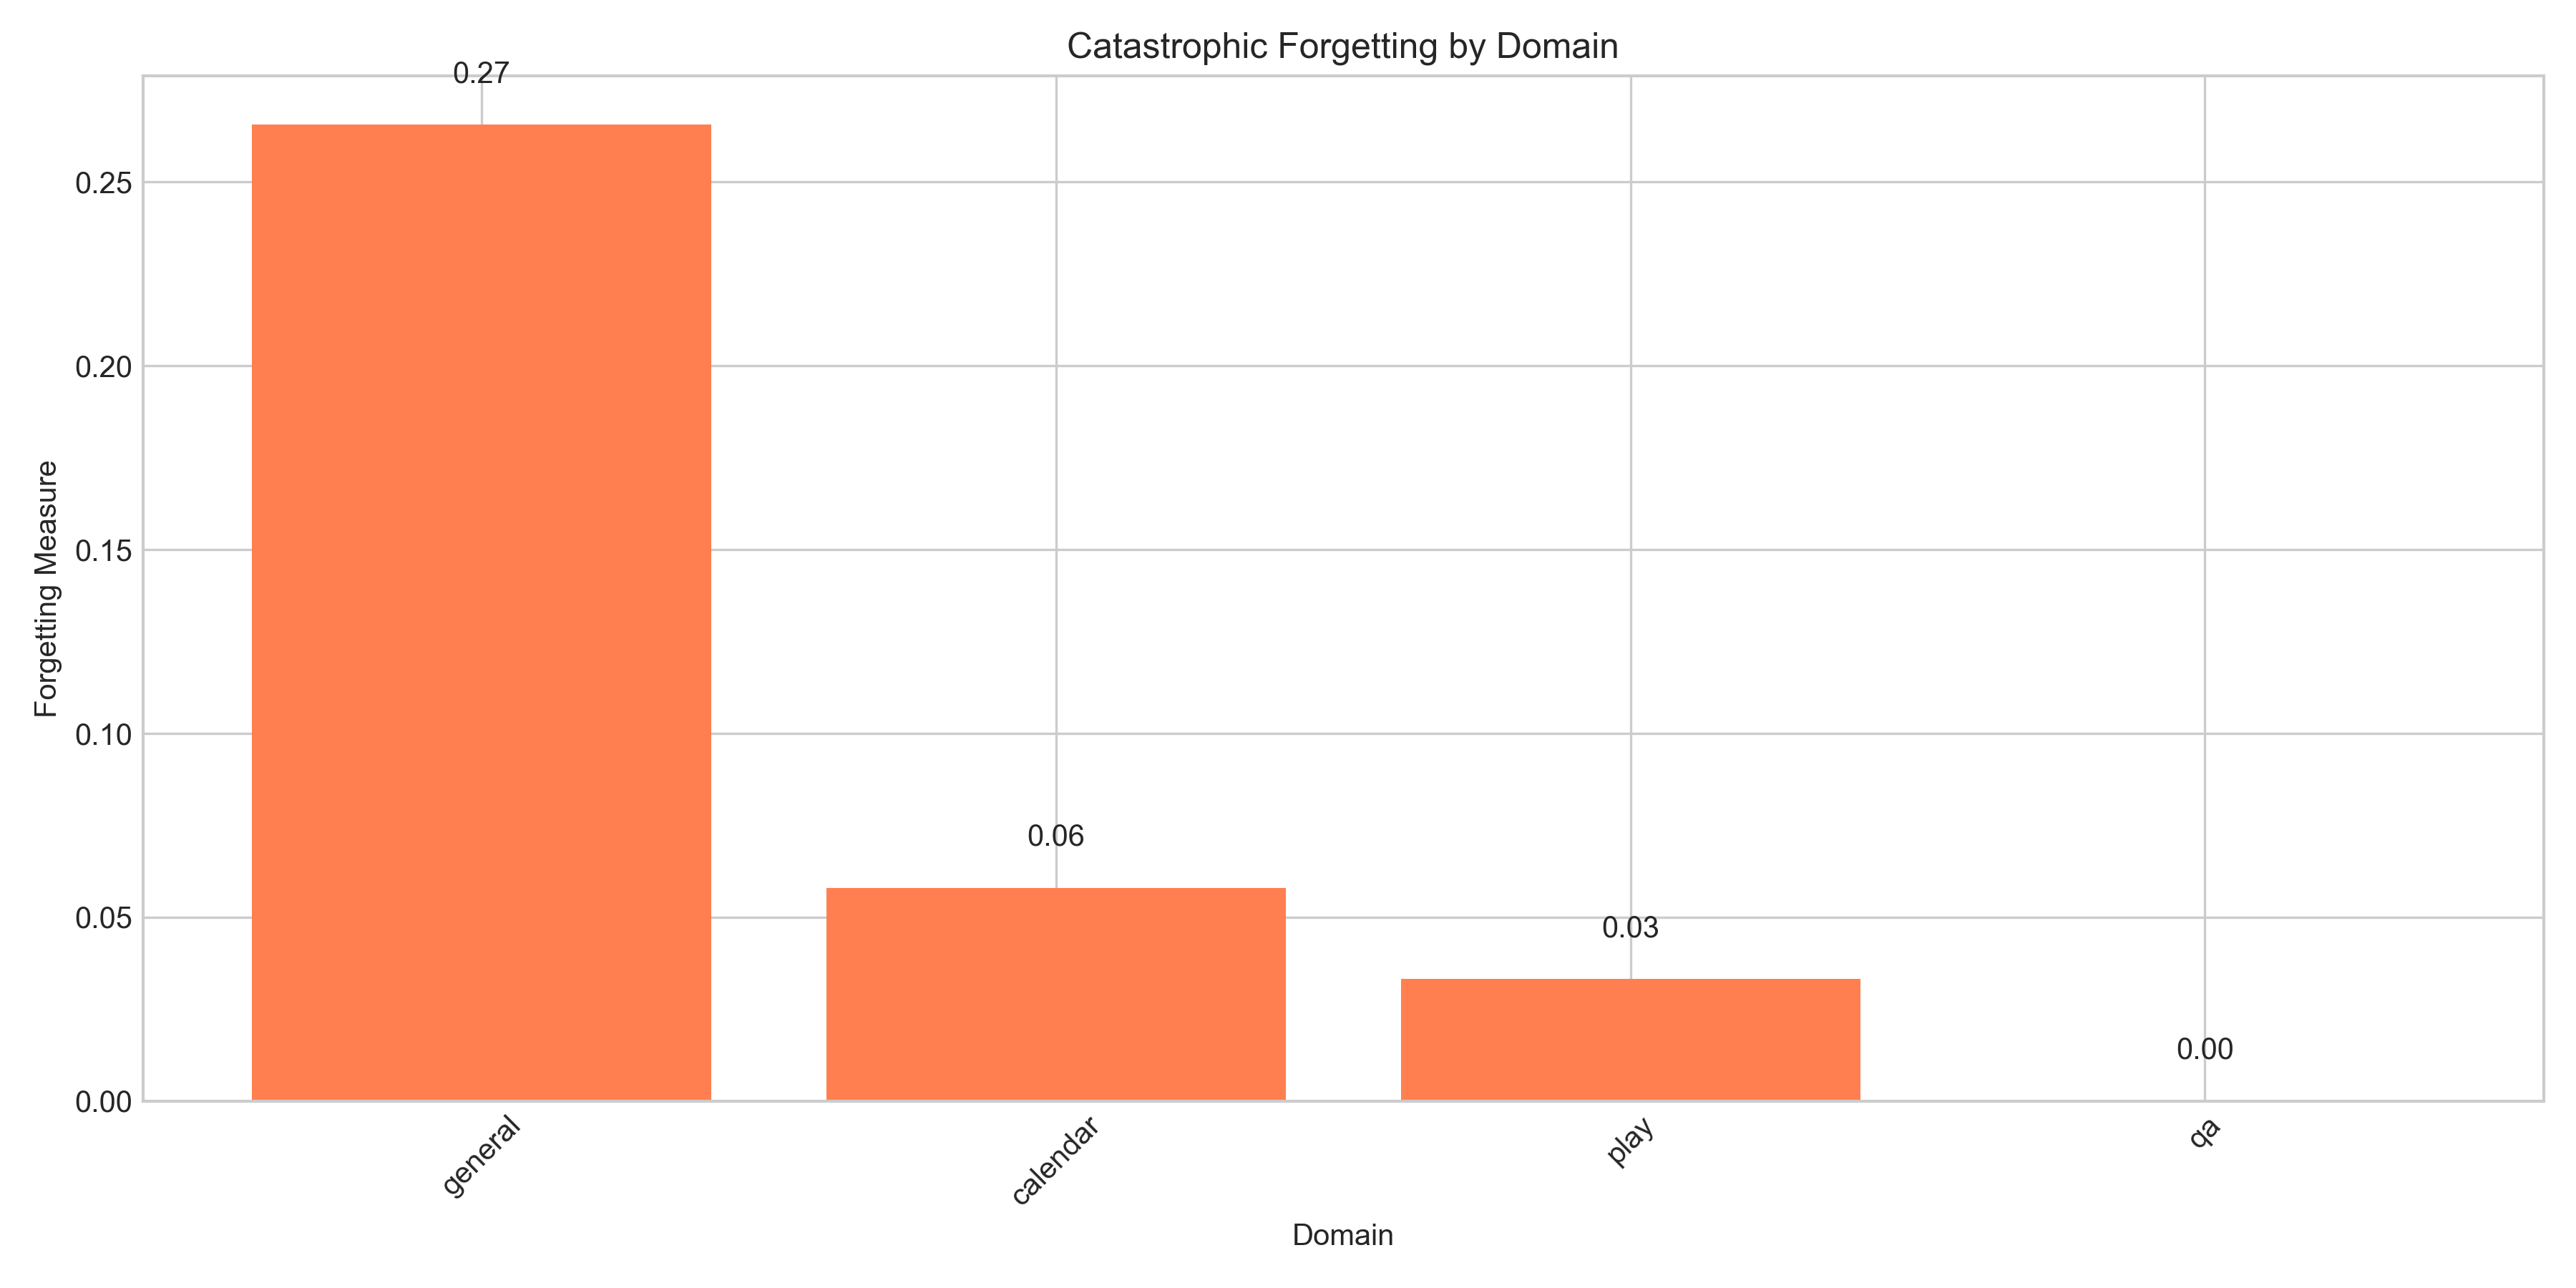 Catastrophic Forgetting by Domain
0.27
0.25
0.20
0.15
0.10
0.06
0.05
0.03
0.00
0.00
Forgetting Measure
general
calendar
play
qa
Domain